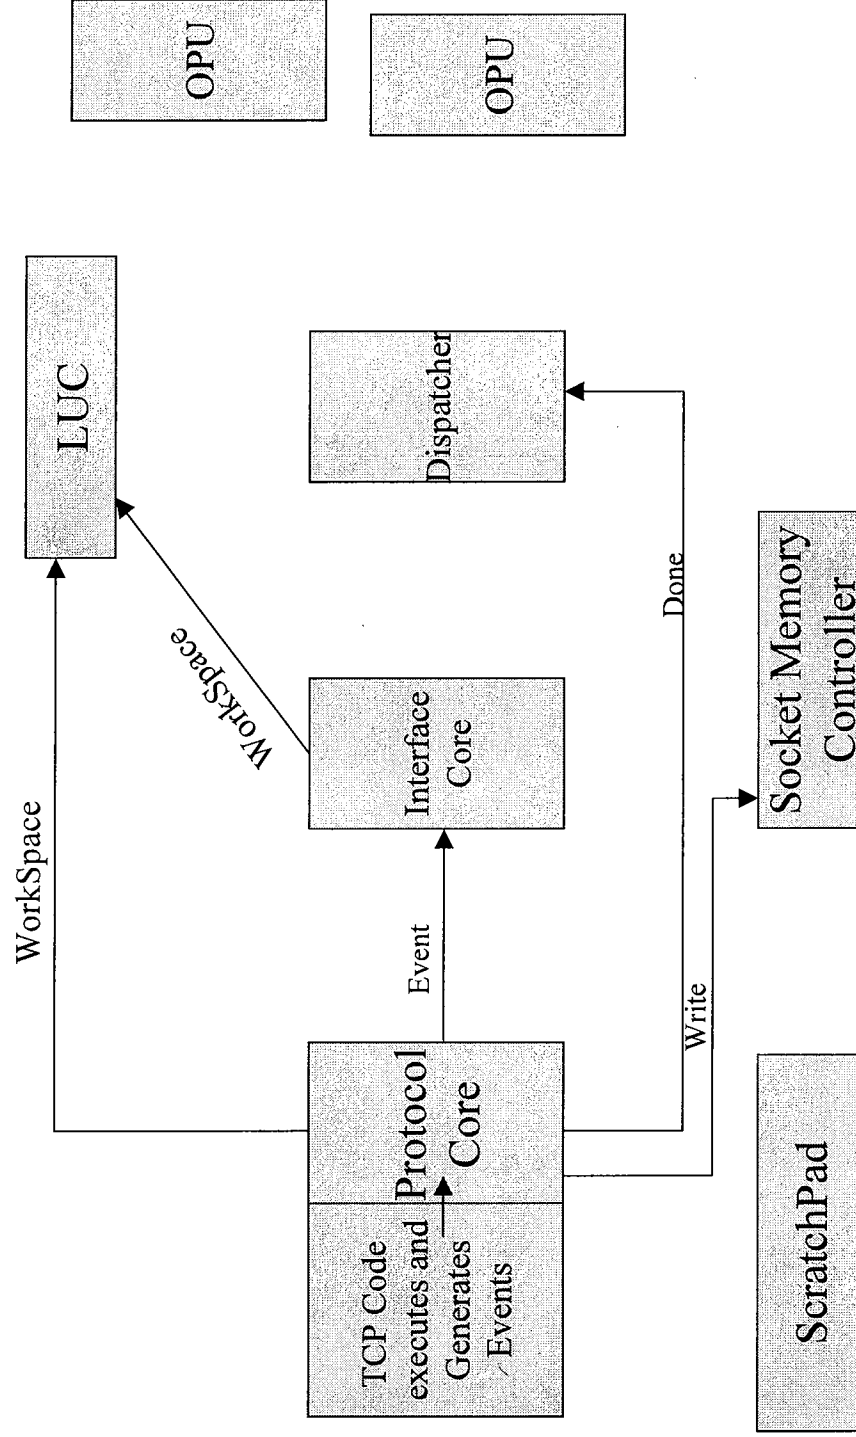 TCP Code
executes and
Generates
Events
Protocol
Core
WorkSpace
Event
Interface
Core
WorkSpace
LUC
Dispatcher
Done
Write
OPU
OPU
ScratchPad
Socket Memory
Controller